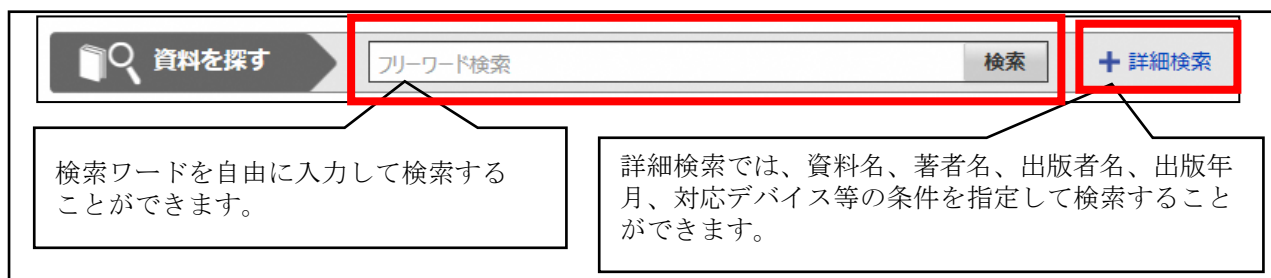 資料を探す
フリーワード検索
検索
詳細検索
検索ワードを自由に入力して検索する
ことができます。
詳細検索では、資料名、著者名、出版者名、出版年
月、対応デバイス等の条件を指定して検索すること
ができます。